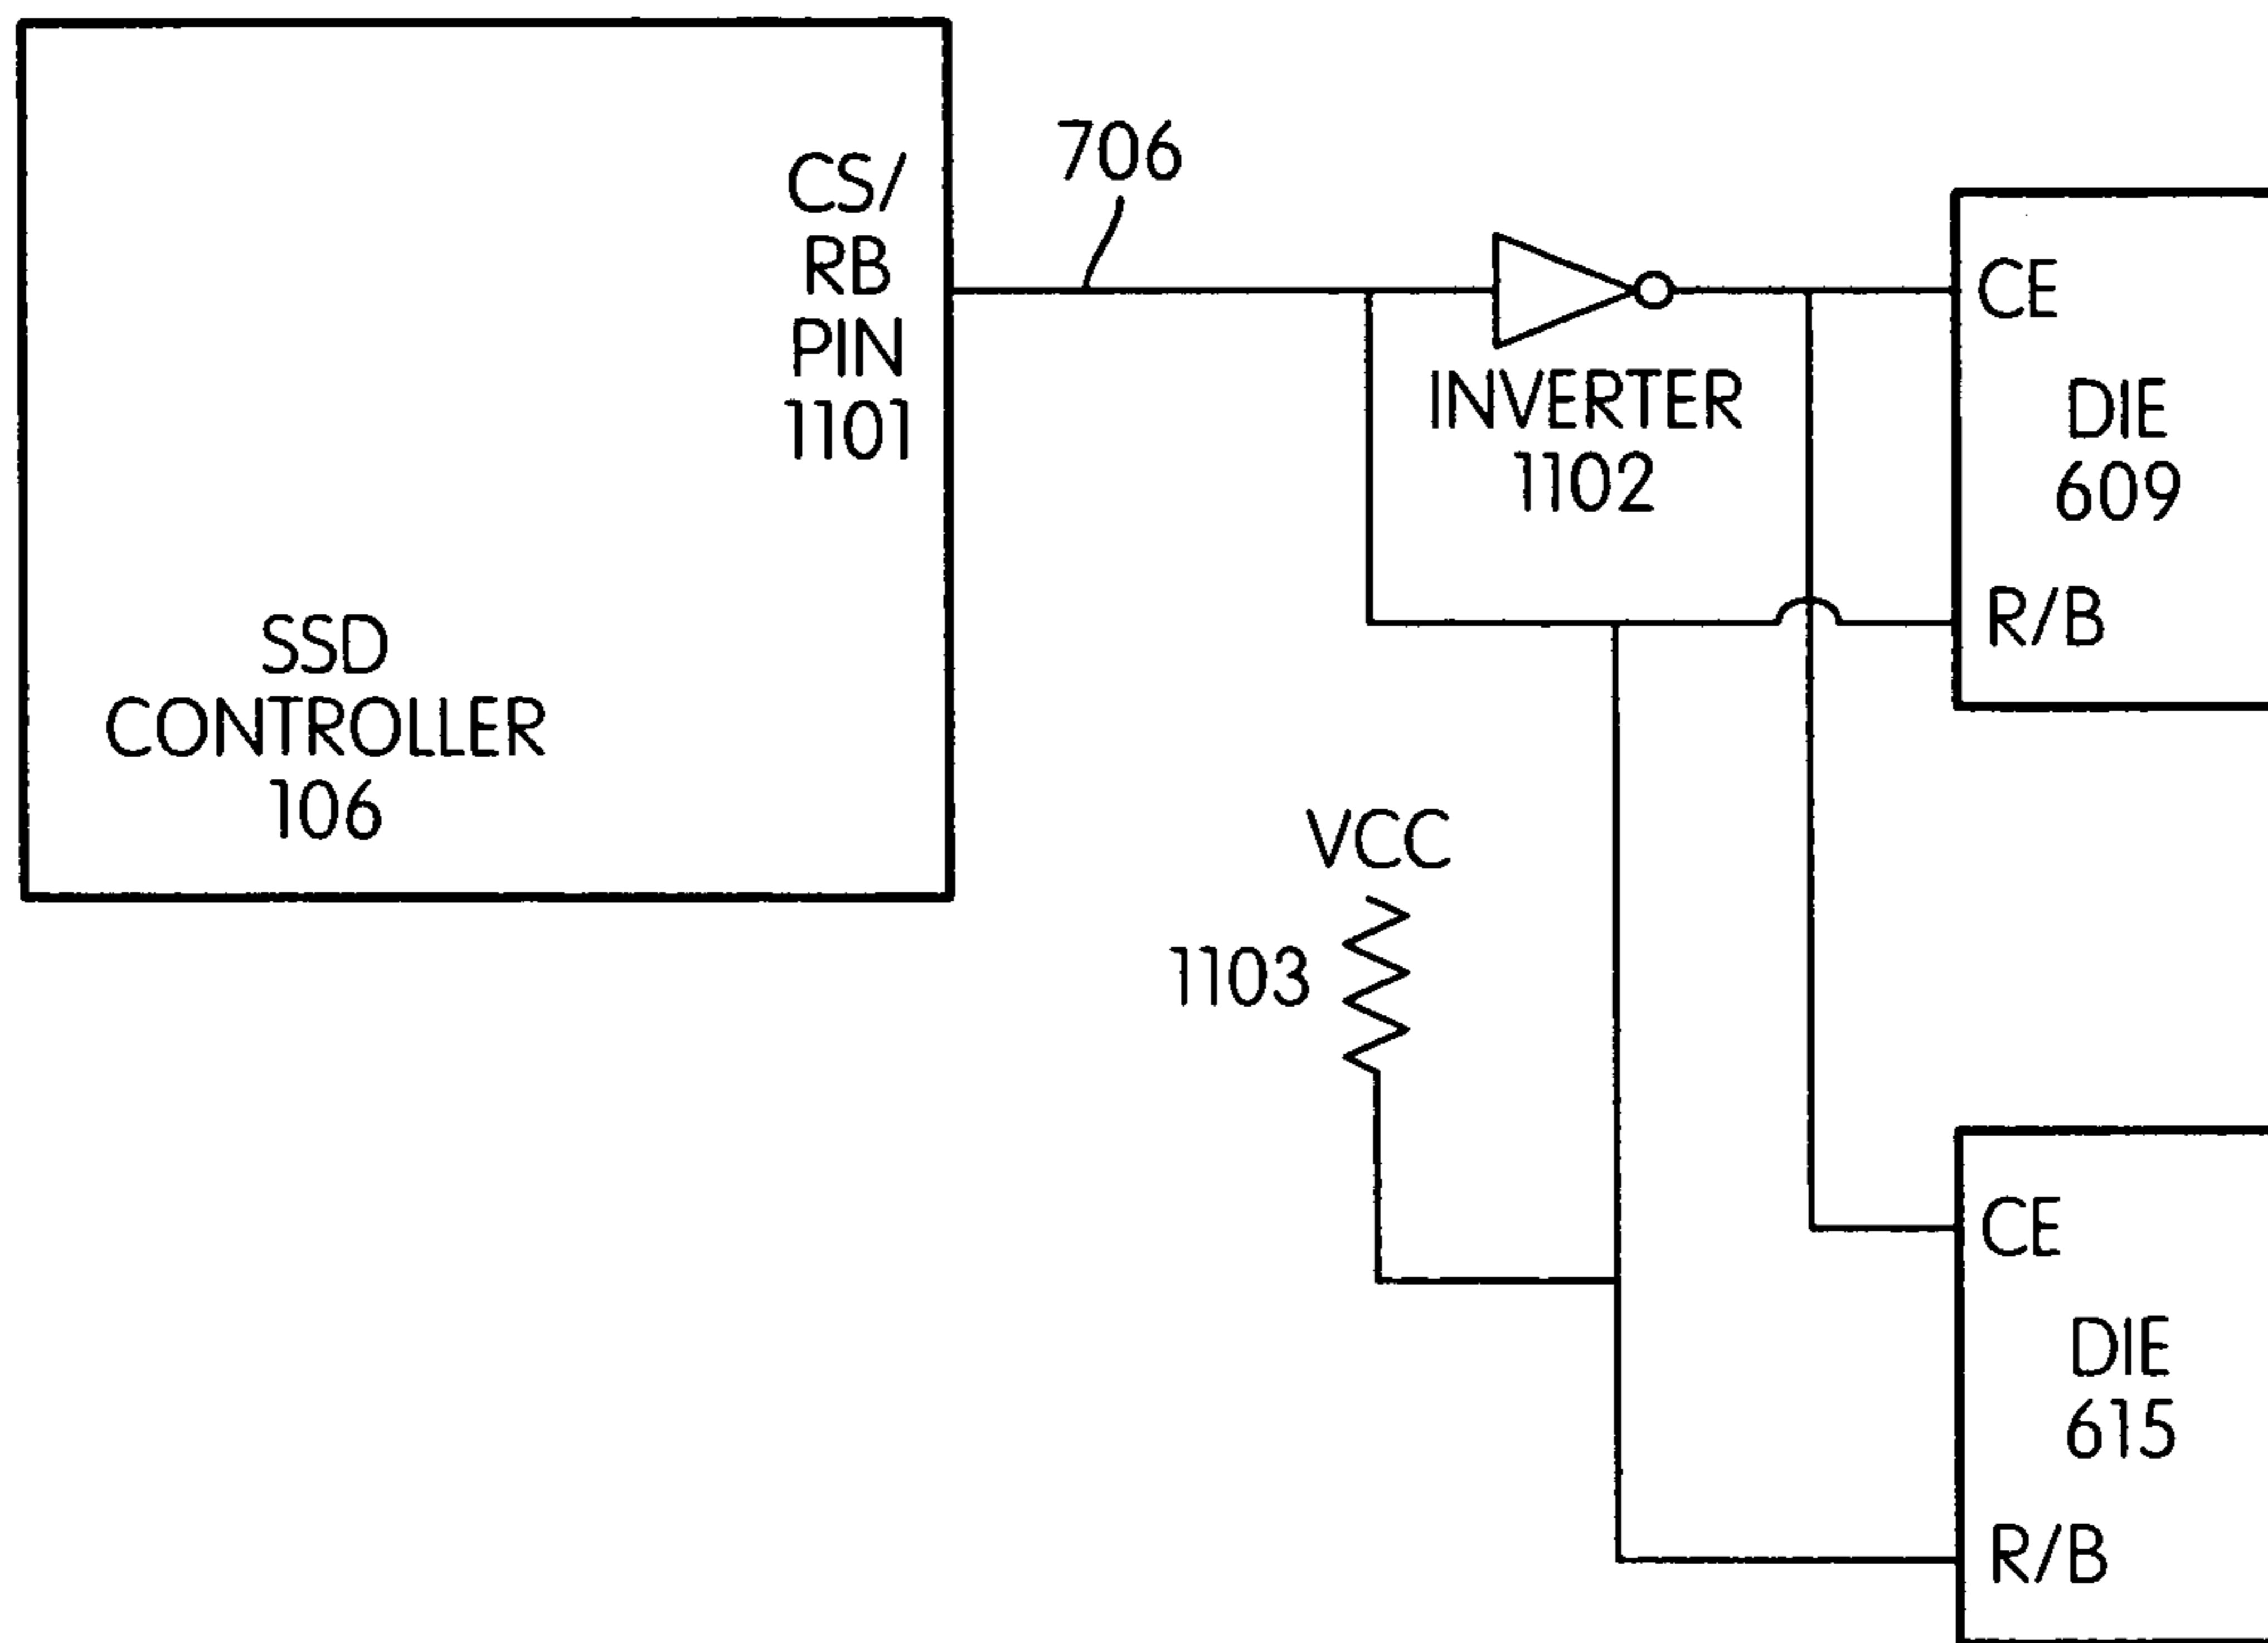 CS/
RB
PIN
1101
SSD
CONTROLLER
106
706
INVERTER
1102
VCC
1103
CE
DIE
609
R/B
CE
DIE
615
R/B